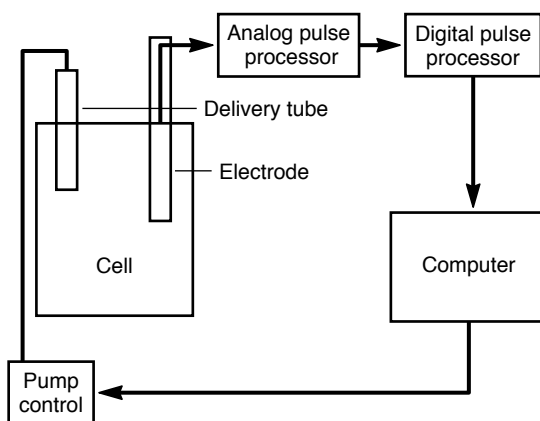 Analog pulse
processor
Digital pulse
processor
Delivery tube
Electrode
Cell
Computer
Pump
control